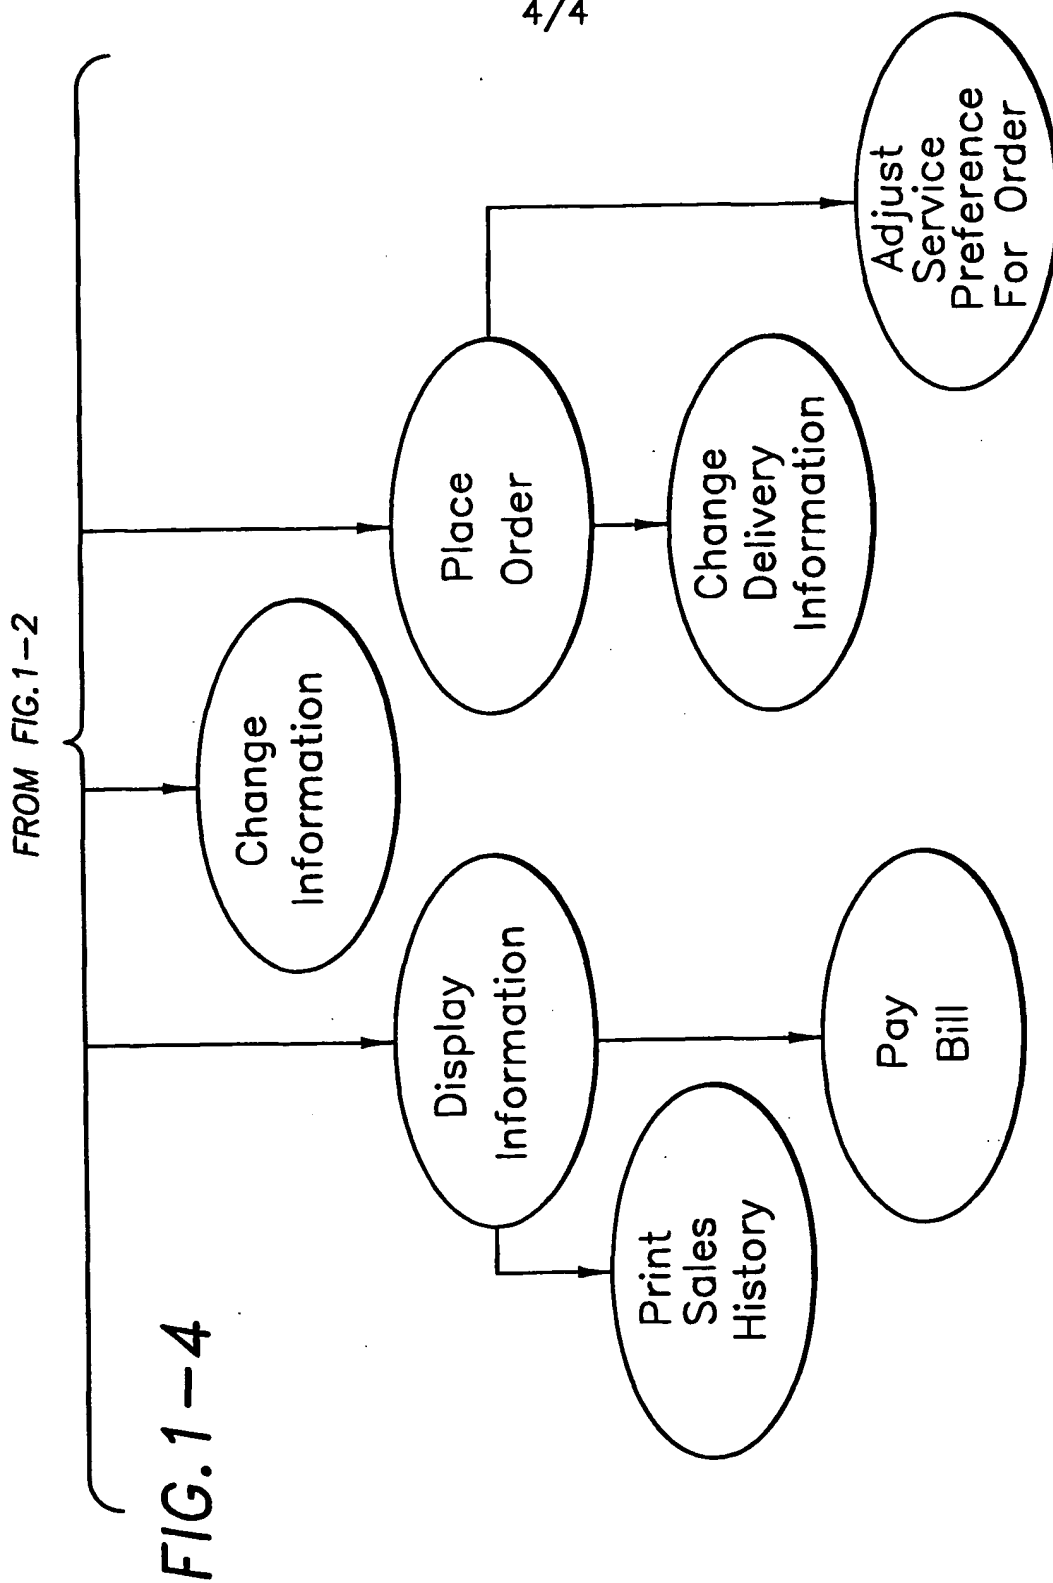 4/4
FROM FIG.1-2
Change
Information
Place
Order
Display
Information
Change
Delivery
Information
Adjust
Service
Preference
For Order
Print
Sales
History
Pay
Bill
FIG.1-4